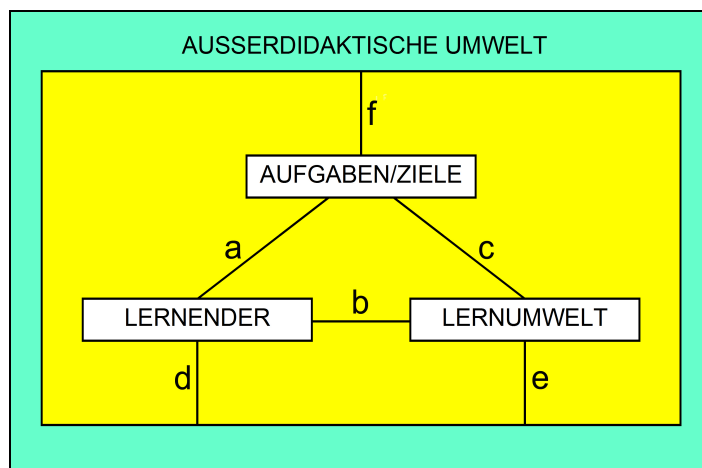 AUSSERDIDAKTISCHE UMWELT
f
AUFGABEN/ZIELE
a
c
b
LERNENDER
LERNUMWELT
d
e